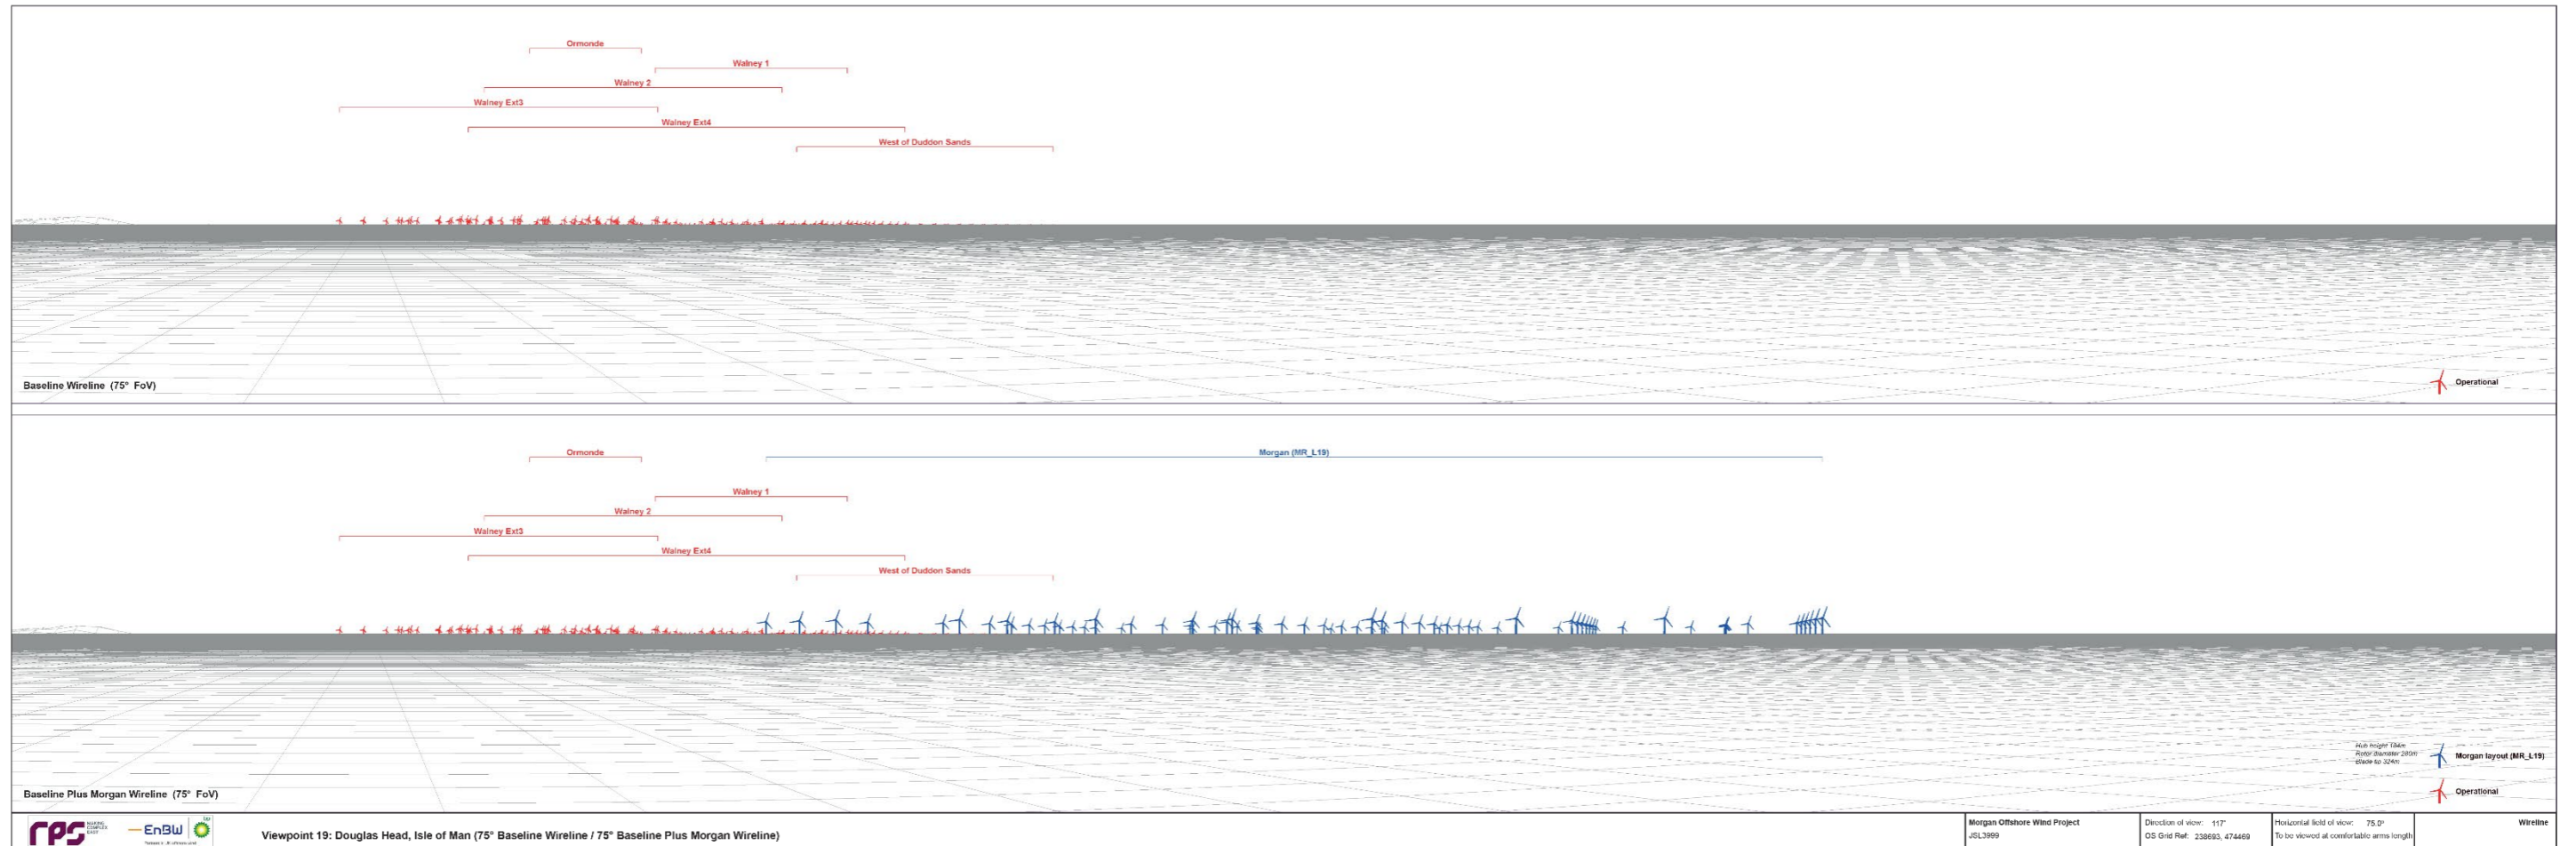 Ormonde
Walney 1
Walney 2
Walney Ext3
Walney Ext4
West of Duddon Sands
Baseline Wireline (75° FoV)
Operational
Ormonde
Morgan (MR_L19)
Walney 1
Walney 2
Walney Ext3
Walney Ext4
West of Duddon Sands
Hub height 184m
Rotor diameter 280m
Blade tip 324m
Morgan layout (MR_L19)
Operational
Baseline Plus Morgan Wireline (75° FoV)
rps
MAKING
COMPLEX
EASY
EnBW
bp
Viewpoint 19: Douglas Head, Isle of Man (75° Baseline Wireline / 75° Baseline Plus Morgan Wireline)
Morgan Offshore Wind Project
JSL3999
Direction of view: 117°
OS Grid Ref: 238693, 474469
Horizontal field of view: 75.0°
To be viewed at comfortable arms length
Wireline